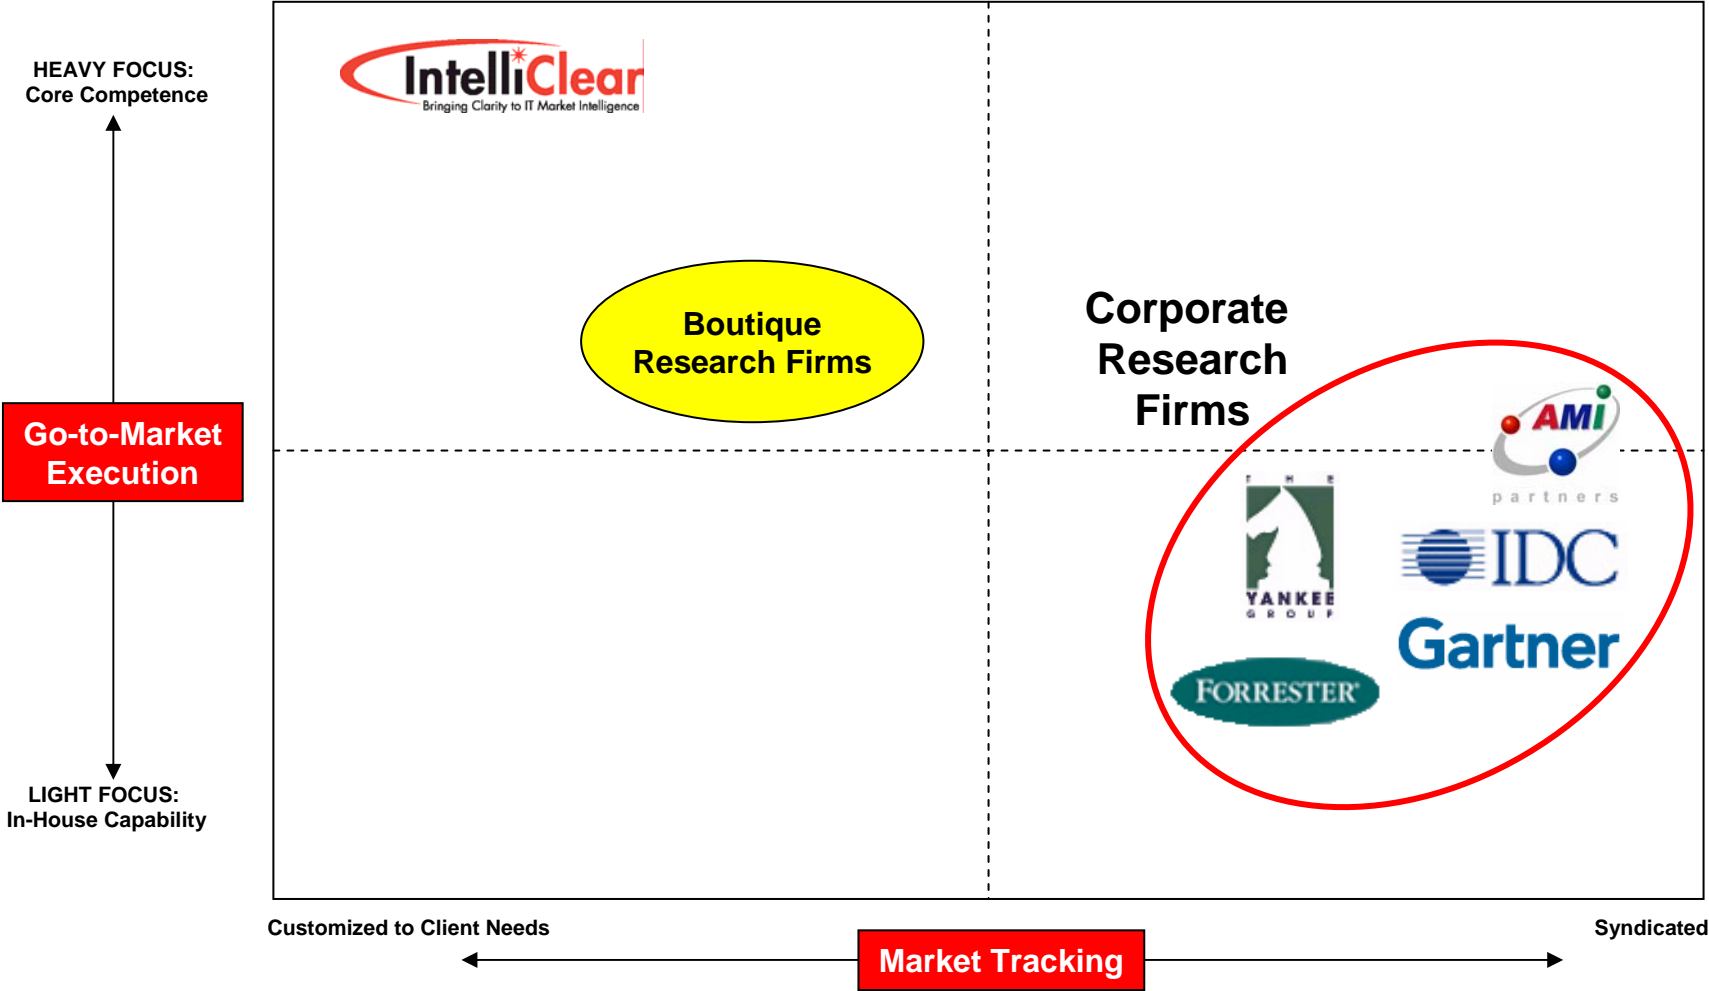 HEAVY FOCUS:
Core Competence
IntelliClear
Bringing Clarity to IT Market Intelligence
Boutique
Research Firms
Corporate
Research
Firms
Go-to-Market
Execution
AMI
partners
THE
YANKEE
GROUP
IDC
Gartner
FORRESTER
LIGHT FOCUS:
In-House Capability
Customized to Client Needs
Syndicated
Market Tracking